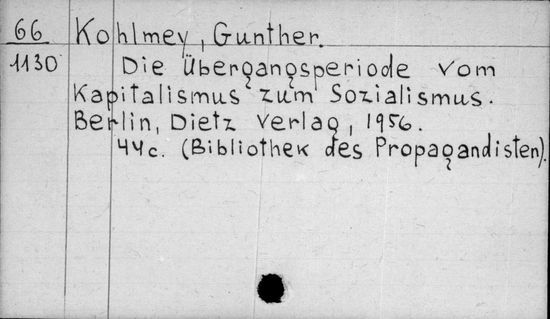 66 Kohlmey, Gunther.
1130 Die Übergangsperiode vom
Kapitalismus zum Sozialismus.
Berlin, Dietz Verlag, 1956.
44c. (Bibliothek des Propagandisten).